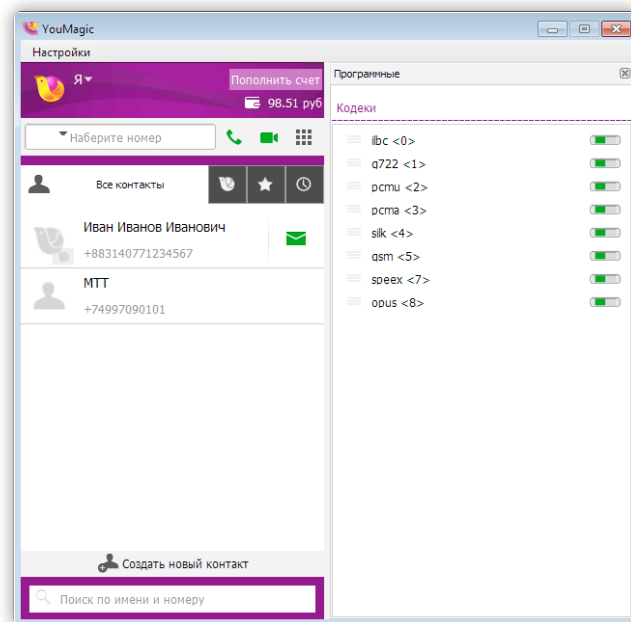 YouMagic
Настройки
Я
Пополнить счет
98.51 руб
Наберите номер
Все контакты
Иван Иванов Иванович
+883140771234567
МТТ
+74997090101
Создать новый контакт
Поиск по имени и номеру
Программные
Кодеки
ilbc <0>
g722 <1>
pcmu <2>
pcma <3>
silk <4>
gsm <5>
speex <7>
opus <8>